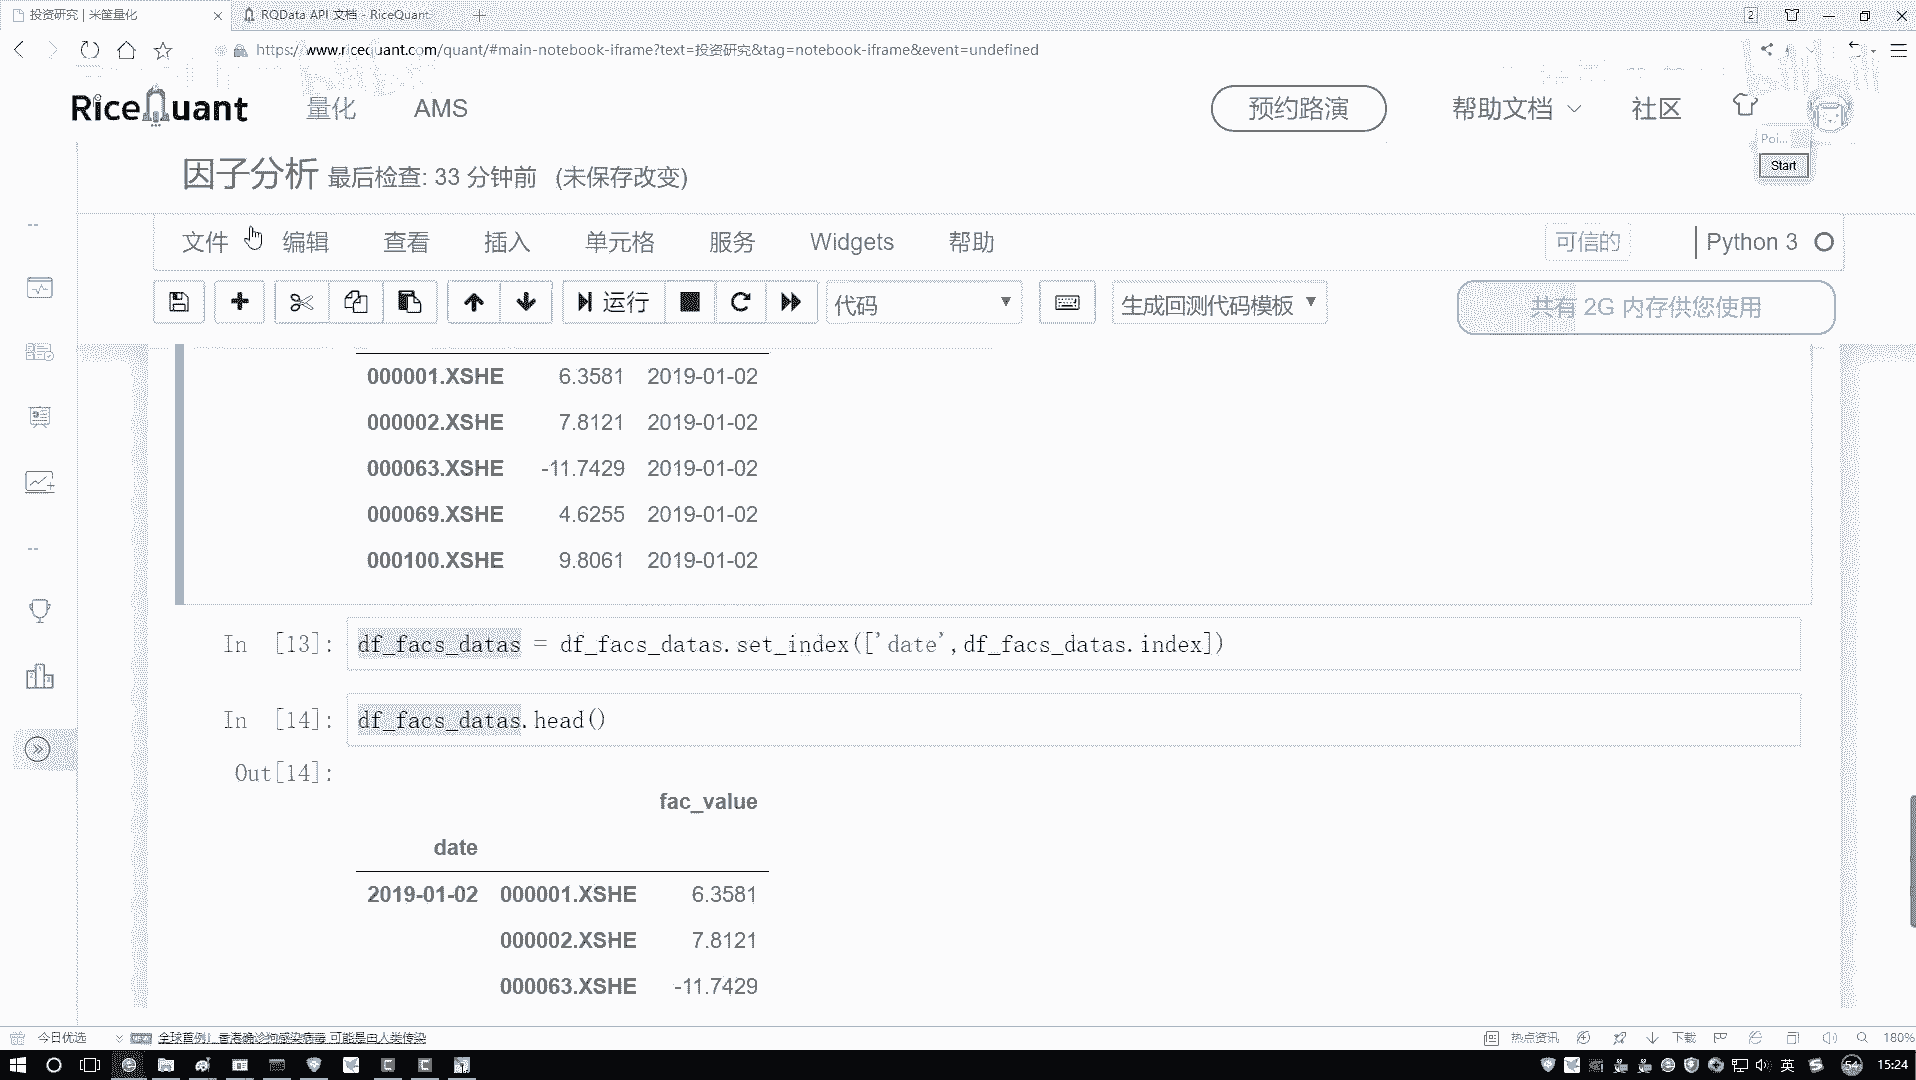 投资研究 | 米筐量化
RQData API 文档 - RiceQuant
2
https://www.ricequant.com/quant/#main-notebook-iframe?text=投资研究&tag=notebook-iframe&event=undefined
RiceQuant 量化 AMS 预约路演 帮助文档 社区
Poi...
Start
因子分析 最后检查: 33 分钟前 (未保存改变)
文件 编辑 查看 插入 单元格 服务 Widgets 帮助 可信的 Python 3
运行 代码 生成回测代码模板 共有 2G 内存供您使用
000001.XSHE 6.3581 2019-01-02
000002.XSHE 7.8121 2019-01-02
000063.XSHE -11.7429 2019-01-02
000069.XSHE 4.6255 2019-01-02
000100.XSHE 9.8061 2019-01-02
In [13]: df_facs_datas = df_facs_datas.set_index(['date',df_facs_datas.index])
In [14]: df_facs_datas.head()
Out[14]:
fac_value
date
2019-01-02 000001.XSHE 6.3581
000002.XSHE 7.8121
000063.XSHE -11.7429
今日优选 全球首例！香港确诊狗感染病毒 可能是由人类传染 热点资讯 下载 180%
英 54 15:24